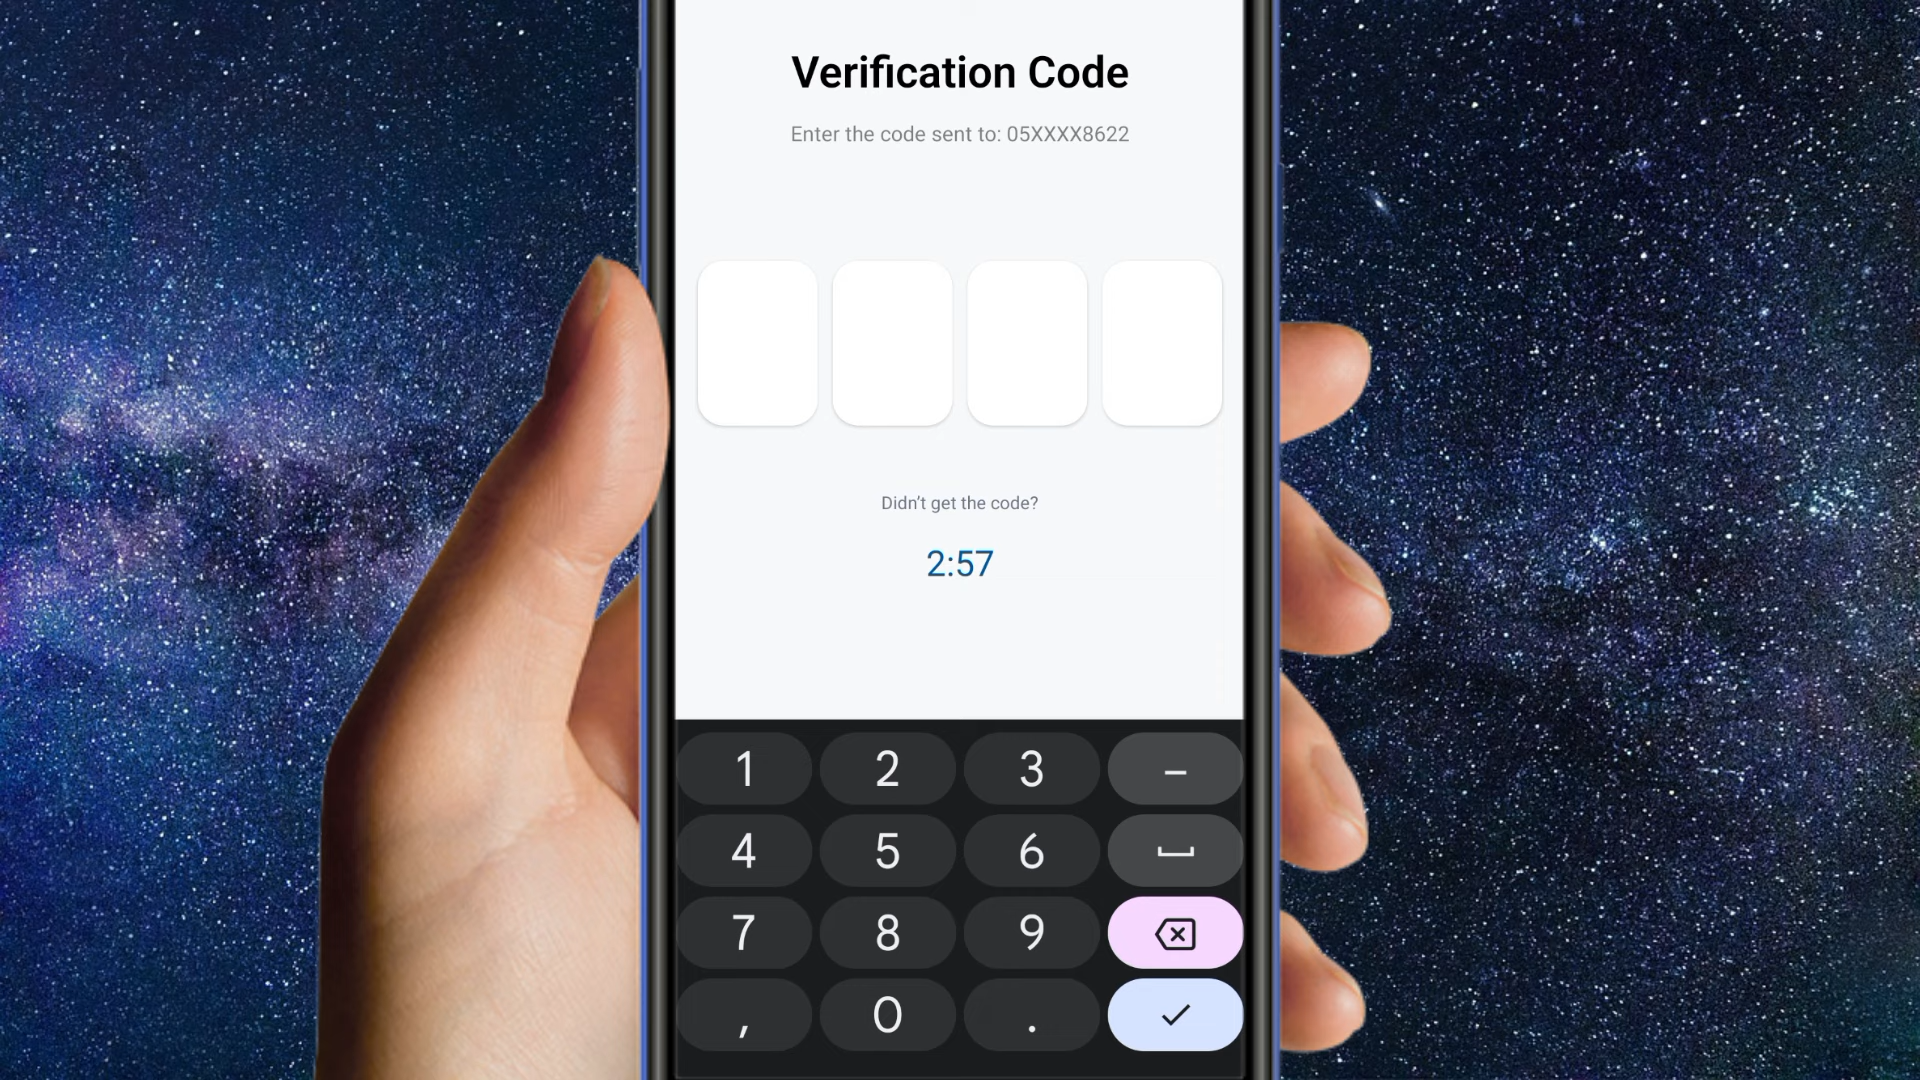 Verification Code
Enter the code sent to: 05XXXX8622
Didn't get the code?
2:57
1 2 3 –
4 5 6
7 8 9
, 0 .